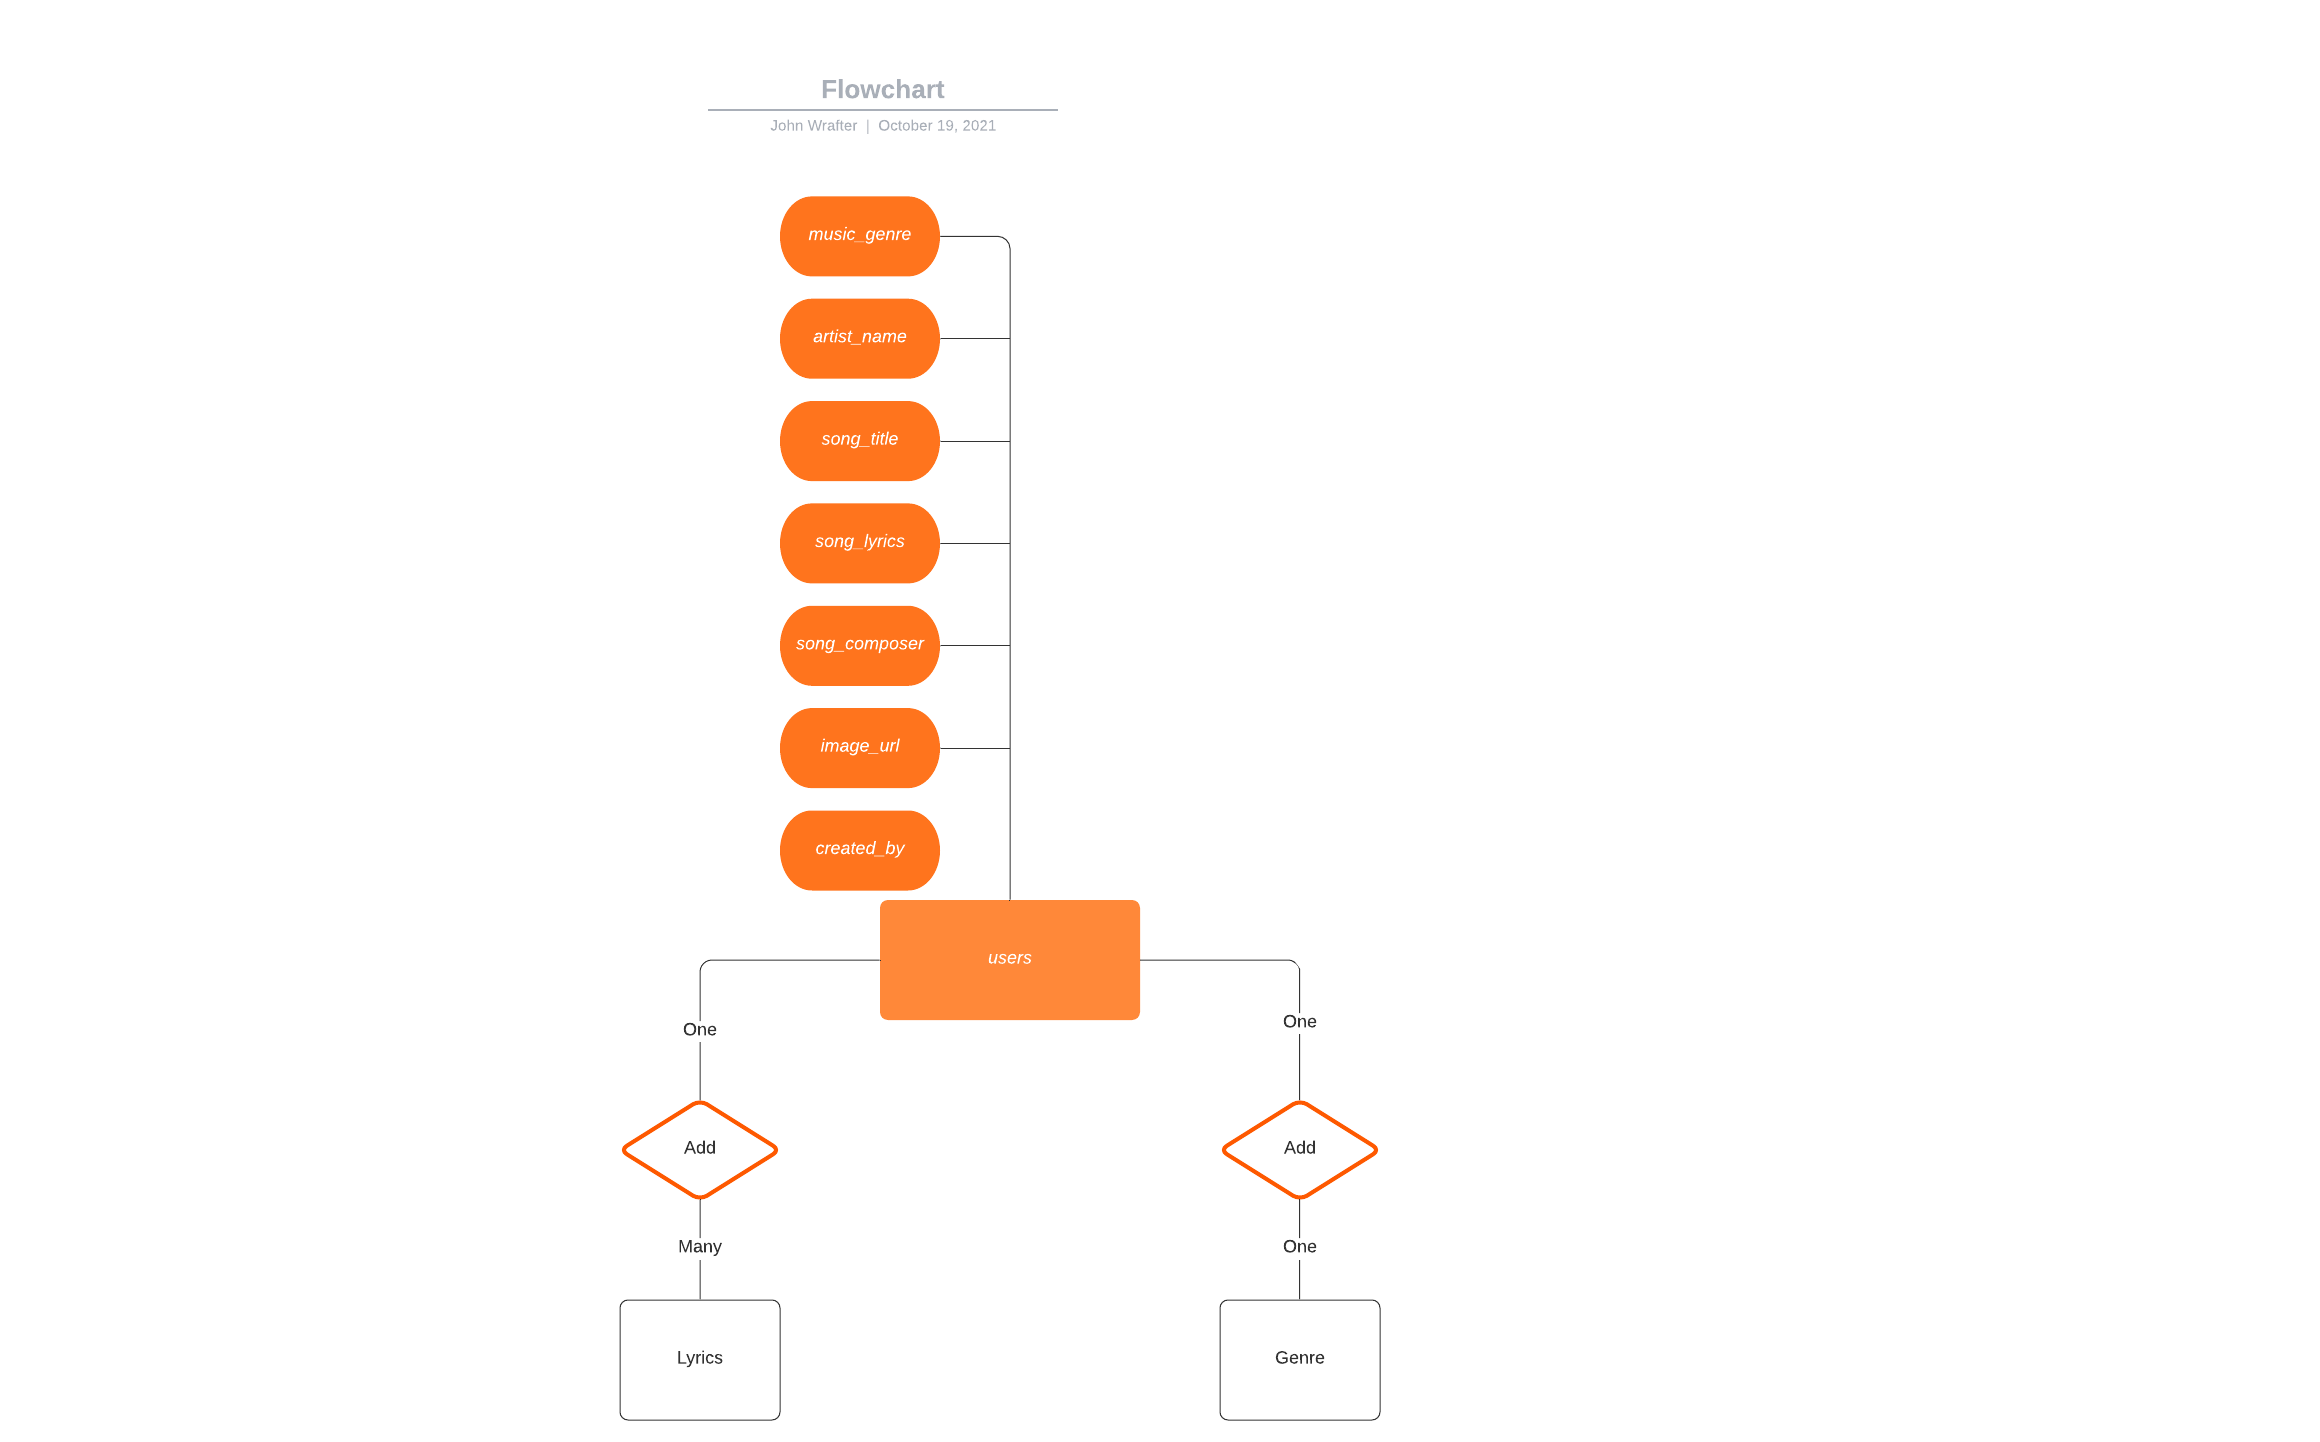 Flowchart
John Wrafter | October 19, 2021
music_genre
artist_name
song_title
song_lyrics
song_composer
image_url
created_by
users
One
One
Add
Add
Many
One
Lyrics
Genre